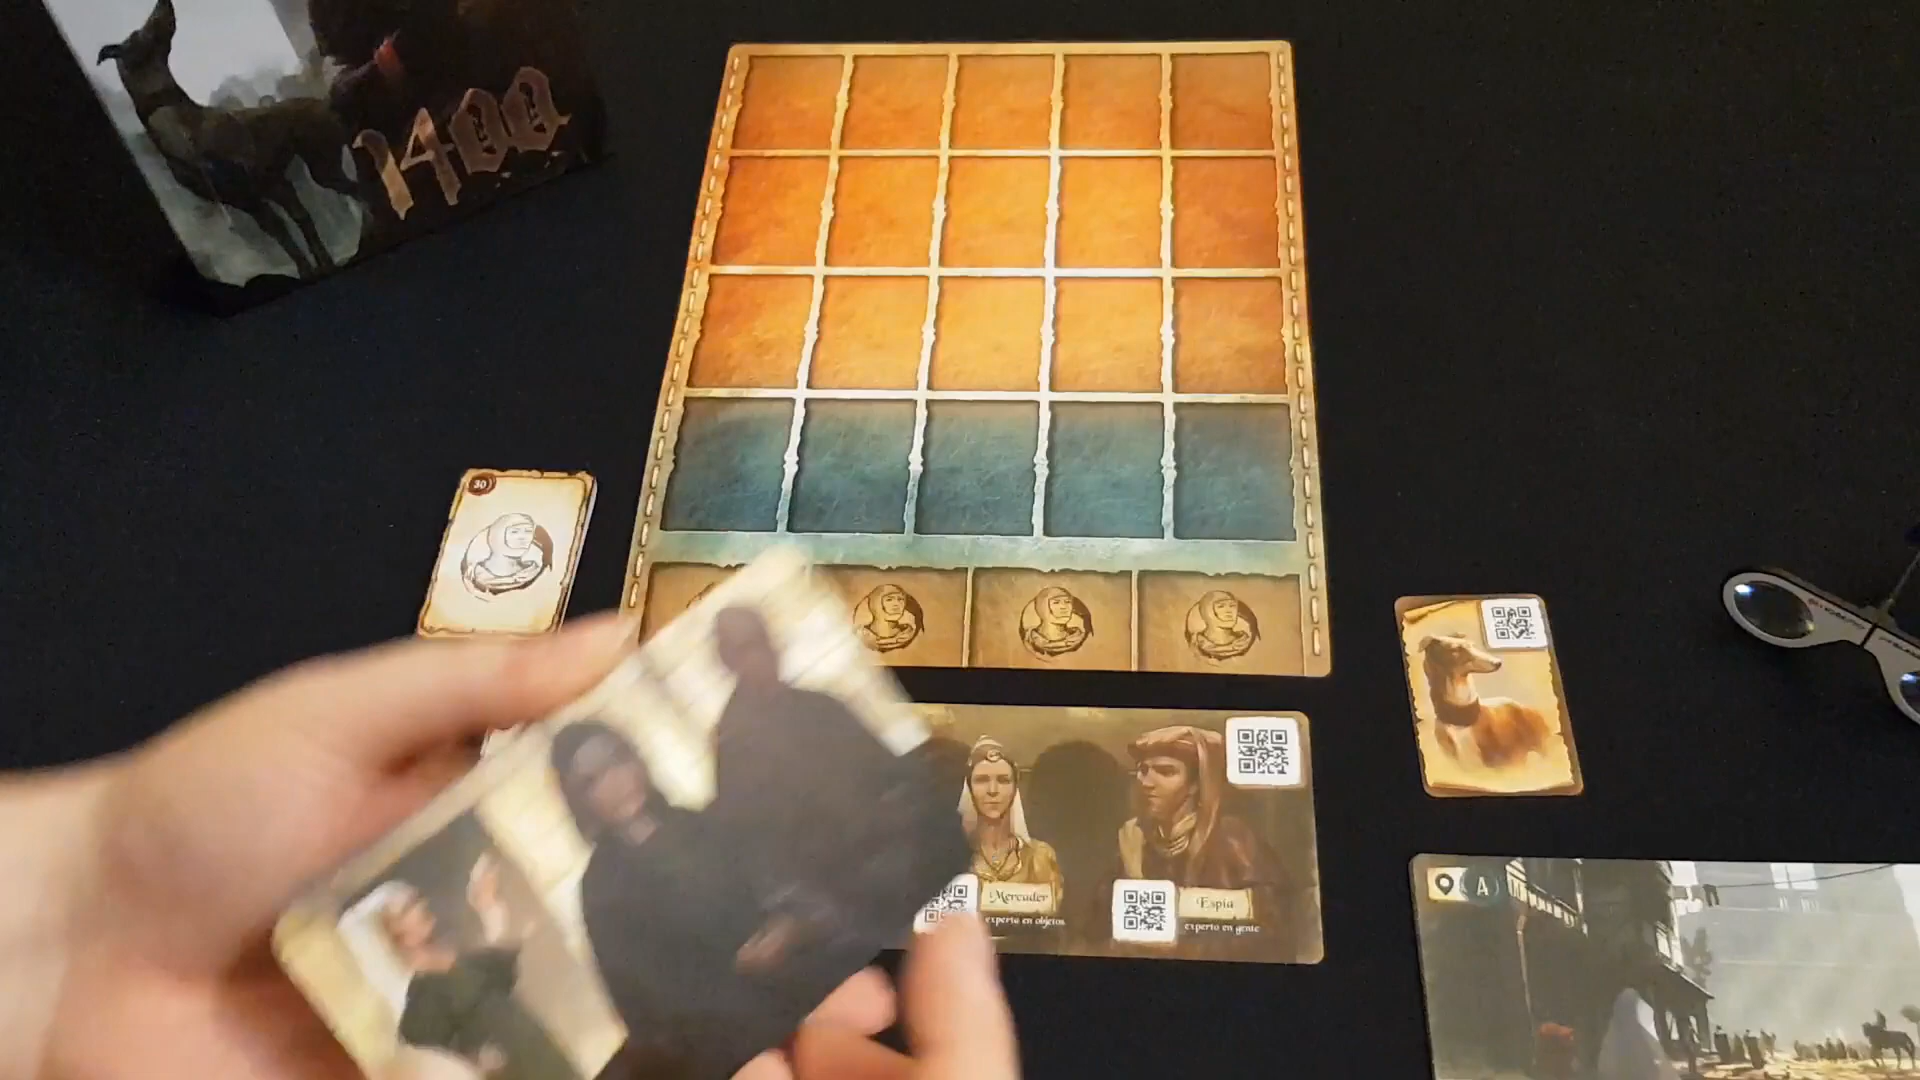 1400
30
Mercader
experto en objetos
Espía
experto en gente
A